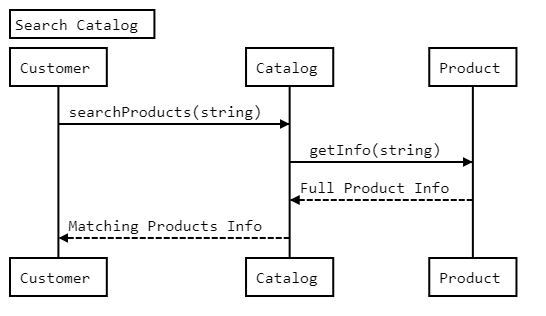 Search Catalog
Customer
Catalog
Product
searchProducts(string)
getInfo(string)
Full Product Info
Matching Products Info
Customer
Catalog
Product